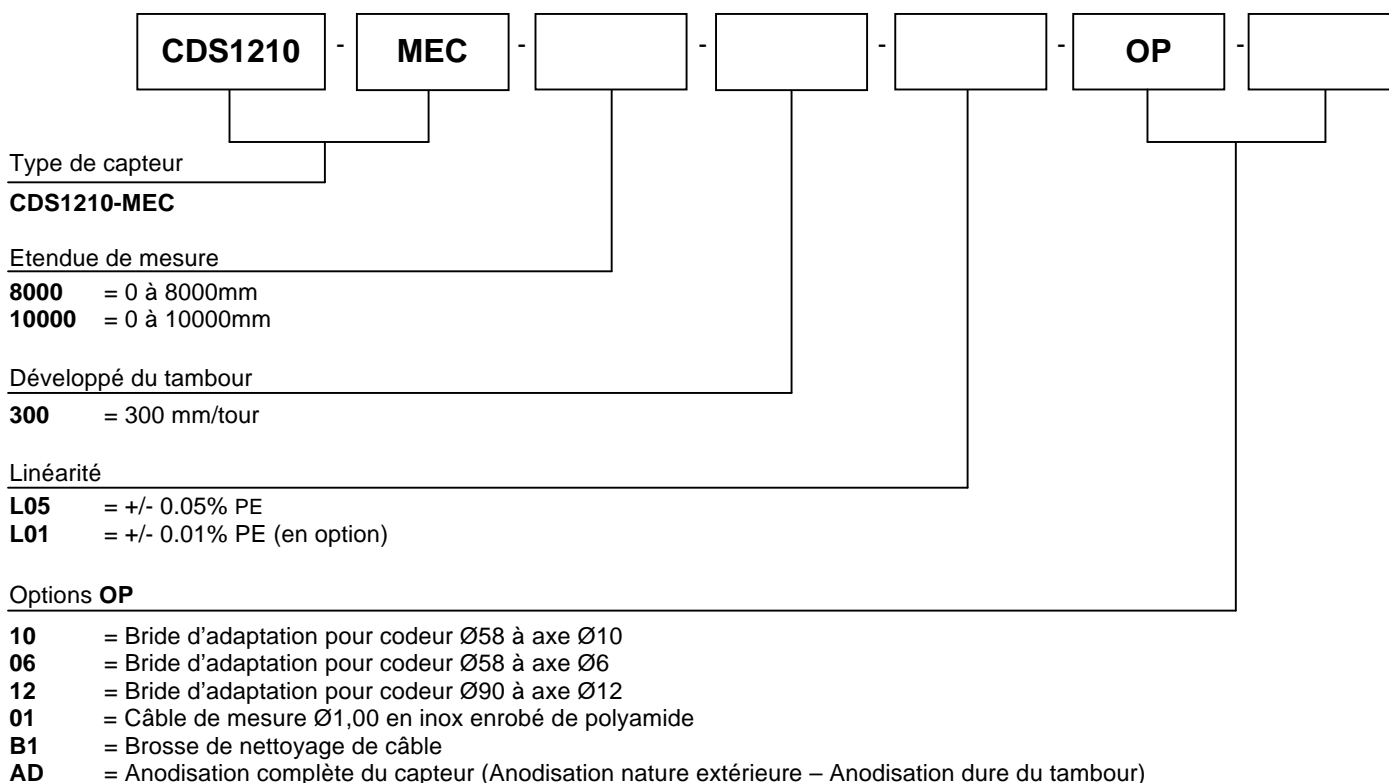 CDS1210 - MEC - - - - OP -
Type de capteur
CDS1210-MEC
Etendue de mesure
8000 = 0 à 8000mm
10000 = 0 à 10000mm
Développé du tambour
300 = 300 mm/tour
Linéarité
L05 = +/- 0.05% PE
L01 = +/- 0.01% PE (en option)
Options OP
10 = Bride d'adaptation pour codeur Ø58 à axe Ø10
06 = Bride d'adaptation pour codeur Ø58 à axe Ø6
12 = Bride d'adaptation pour codeur Ø90 à axe Ø12
01 = Câble de mesure Ø1,00 en inox enrobé de polyamide
B1 = Brosse de nettoyage de câble
AD = Anodisation complète du capteur (Anodisation nature extérieure – Anodisation dure du tambour)